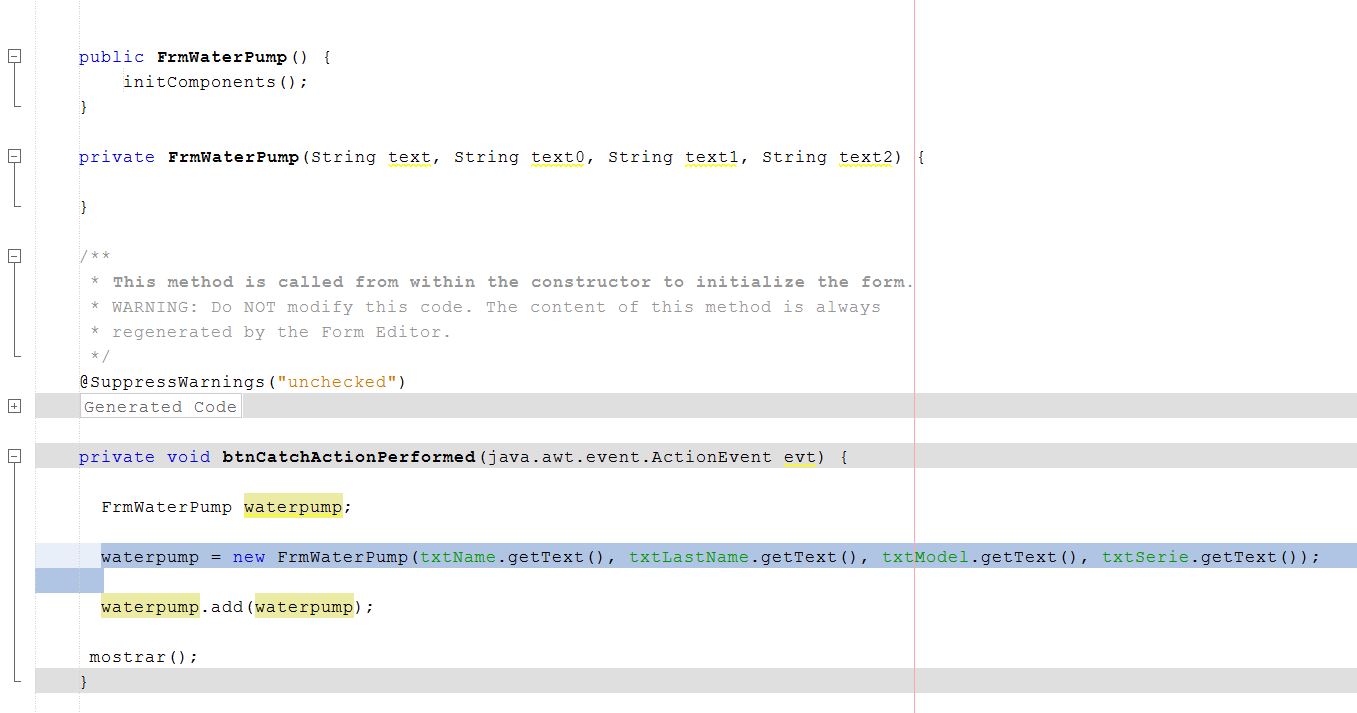 public FrmWaterPump() {
initComponents();
}
private FrmWaterPump(String text, String text0, String text1, String text2) {
}
/**
* This method is called from within the constructor to initialize the form.
* WARNING: Do NOT modify this code. The content of this method is always
* regenerated by the Form Editor.
*/
@SuppressWarnings("unchecked")
Generated Code
private void btnCatchActionPerformed(java.awt.event.ActionEvent evt) {
FrmWaterPump waterpump;
waterpump = new FrmWaterPump(txtName.getText(), txtLastName.getText(), txtModel.getText(), txtSerie.getText());
waterpump.add(waterpump);
mostrar();
}